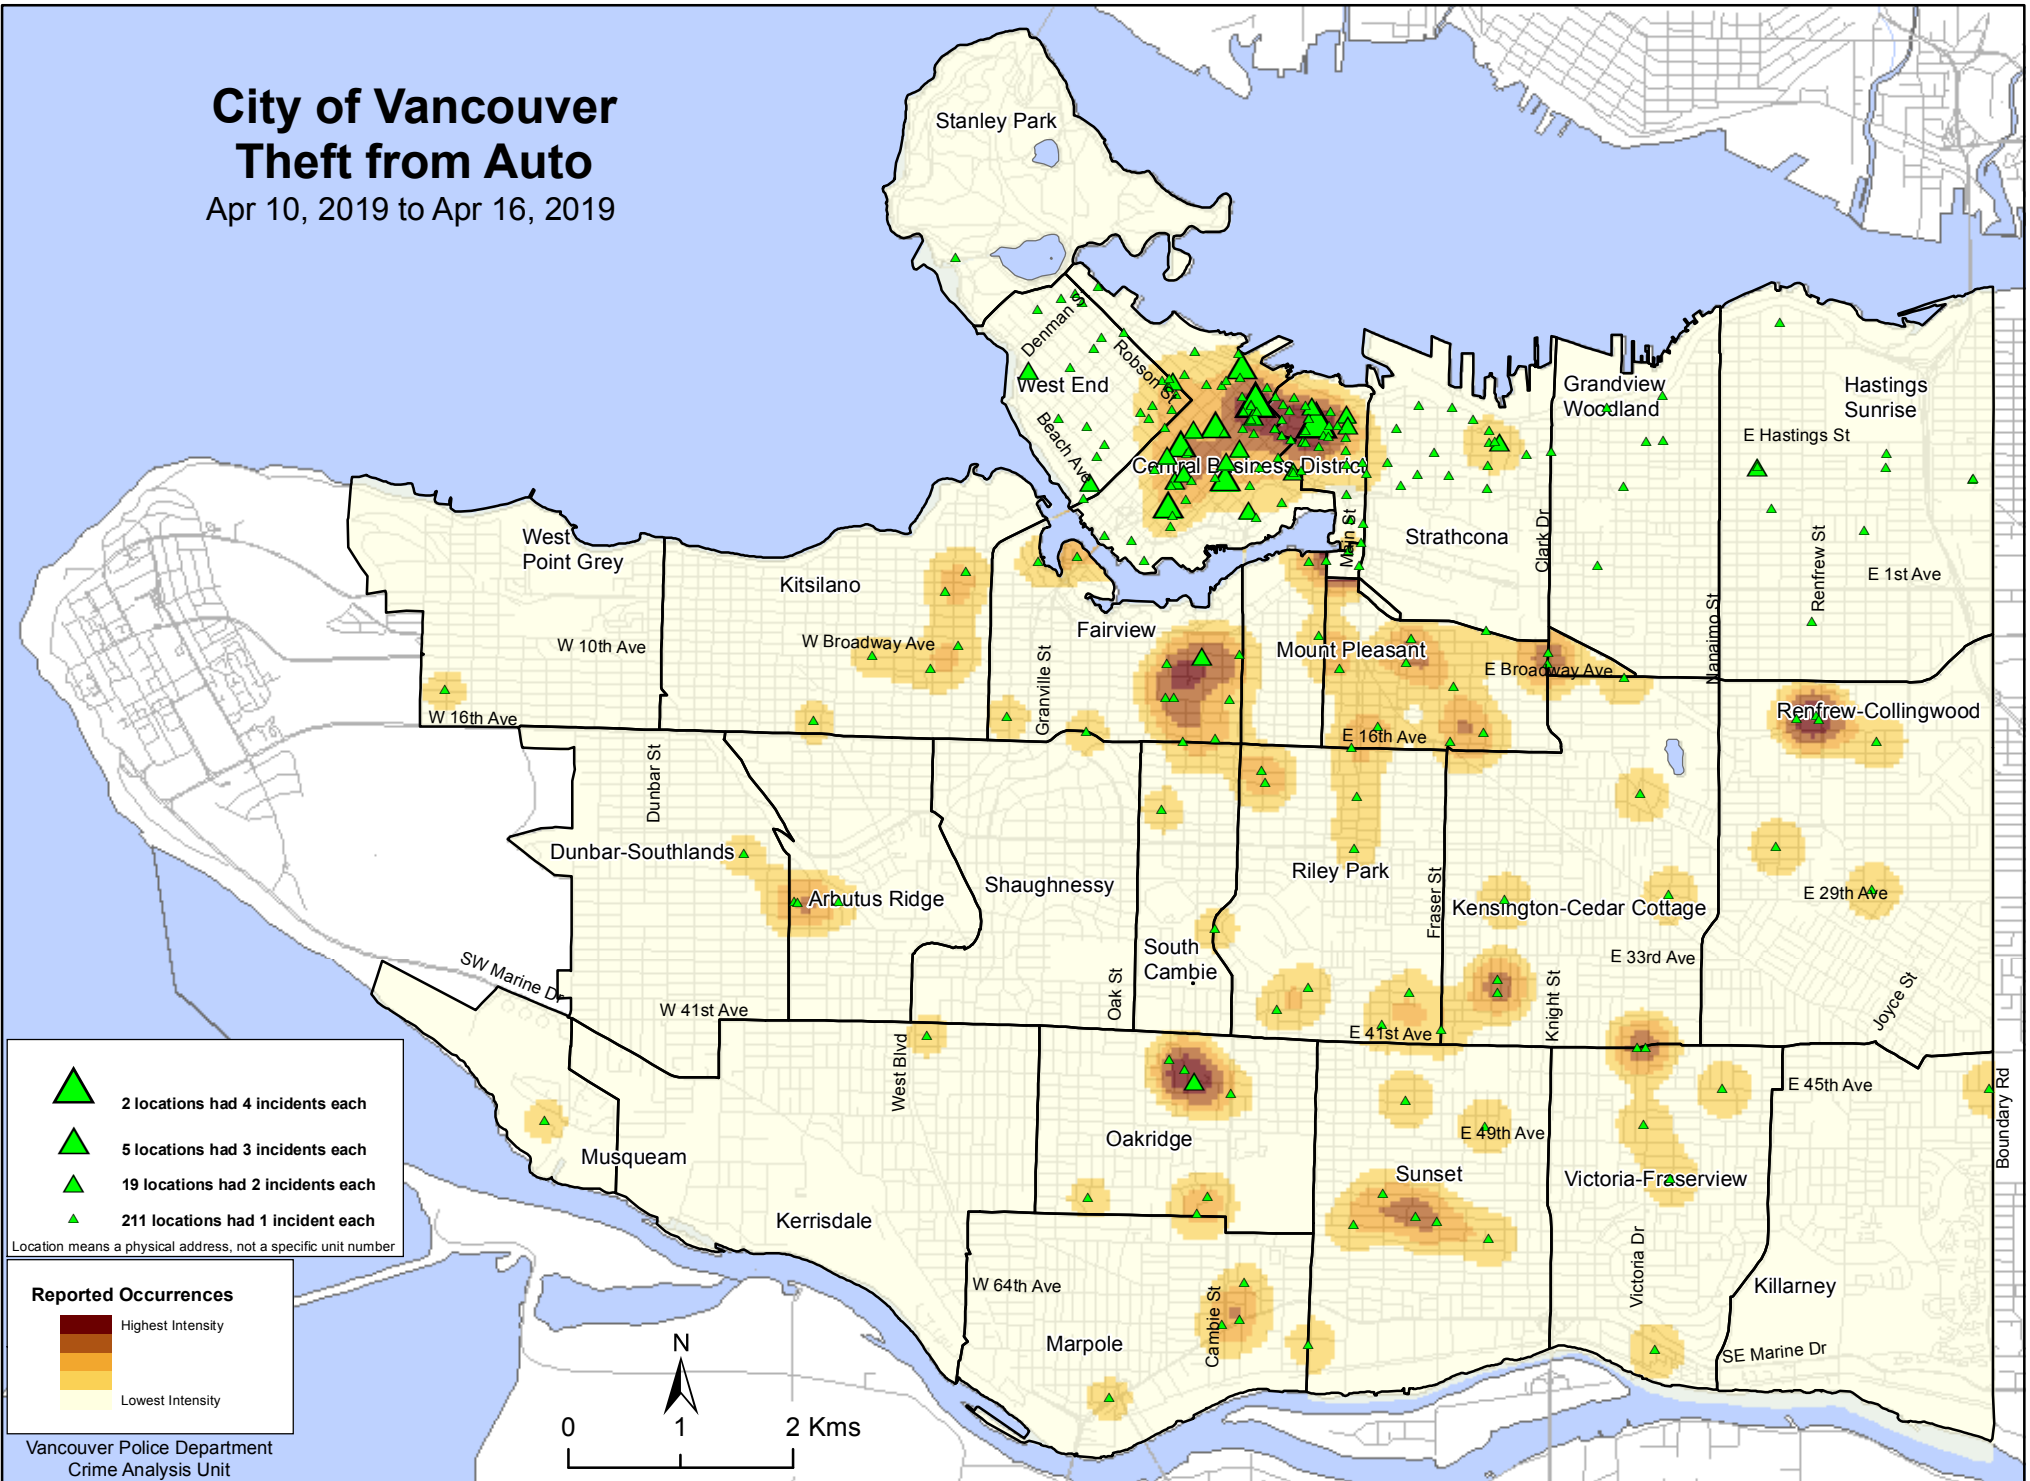 City of Vancouver
Theft from Auto
Apr 10, 2019 to Apr 16, 2019
Stanley Park
Denman St
Robson St
West End
Beach Ave
Central Business District
Grandview
Woodland
Hastings
Sunrise
E Hastings St
West
Point Grey
Kitsilano
Main St
Strathcona
Clark Dr
Renfrew St
E 1st Ave
Nanaimo St
W 10th Ave
W Broadway Ave
Fairview
Granville St
Mount Pleasant
E Broadway Ave
W 16th Ave
E 16th Ave
Renfrew-Collingwood
Dunbar St
Dunbar-Southlands
Arbutus Ridge
Shaughnessy
Riley Park
Fraser St
Kensington-Cedar Cottage
E 29th Ave
South
Cambie
Oak St
E 33rd Ave
SW Marine Dr
W 41st Ave
Knight St
Joyce St
E 41st Ave
West Blvd
E 45th Ave
Boundary Rd
Oakridge
E 49th Ave
Musqueam
Sunset
Victoria-Fraserview
Kerrisdale
Victoria Dr
W 64th Ave
Cambie St
Killarney
Marpole
SE Marine Dr
2 locations had 4 incidents each
5 locations had 3 incidents each
19 locations had 2 incidents each
211 locations had 1 incident each
Location means a physical address, not a specific unit number
Reported Occurrences
Highest Intensity
Lowest Intensity
Vancouver Police Department
Crime Analysis Unit
N
0 1 2 Kms